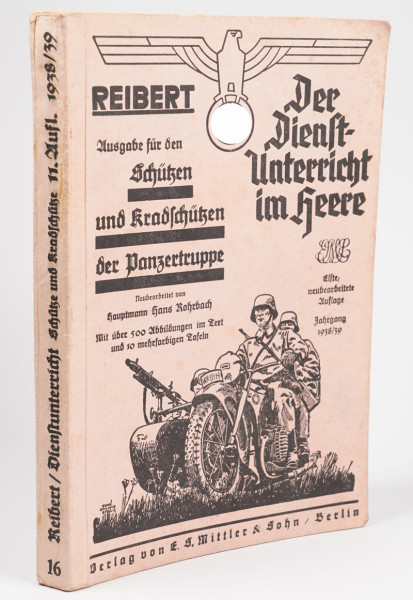 REIBERT
Ausgabe für den
Schützen
und Kradschützen
der Panzertruppe
Neubearbeitet von
Hauptmann Hans Rohrbach
Mit über 500 Abbildungen im Text
und 10 mehrfarbigen Tafeln
Der
Dienst-
Unterricht
im Heere
Elfte,
neubearbeitete
Auflage
Jahrgang
1938/39
Verlag von E. S. Mittler & Sohn / Berlin
Reibert / Dienstunterricht Schütze und Kradschütze 11. Aufl. 1938/39
16